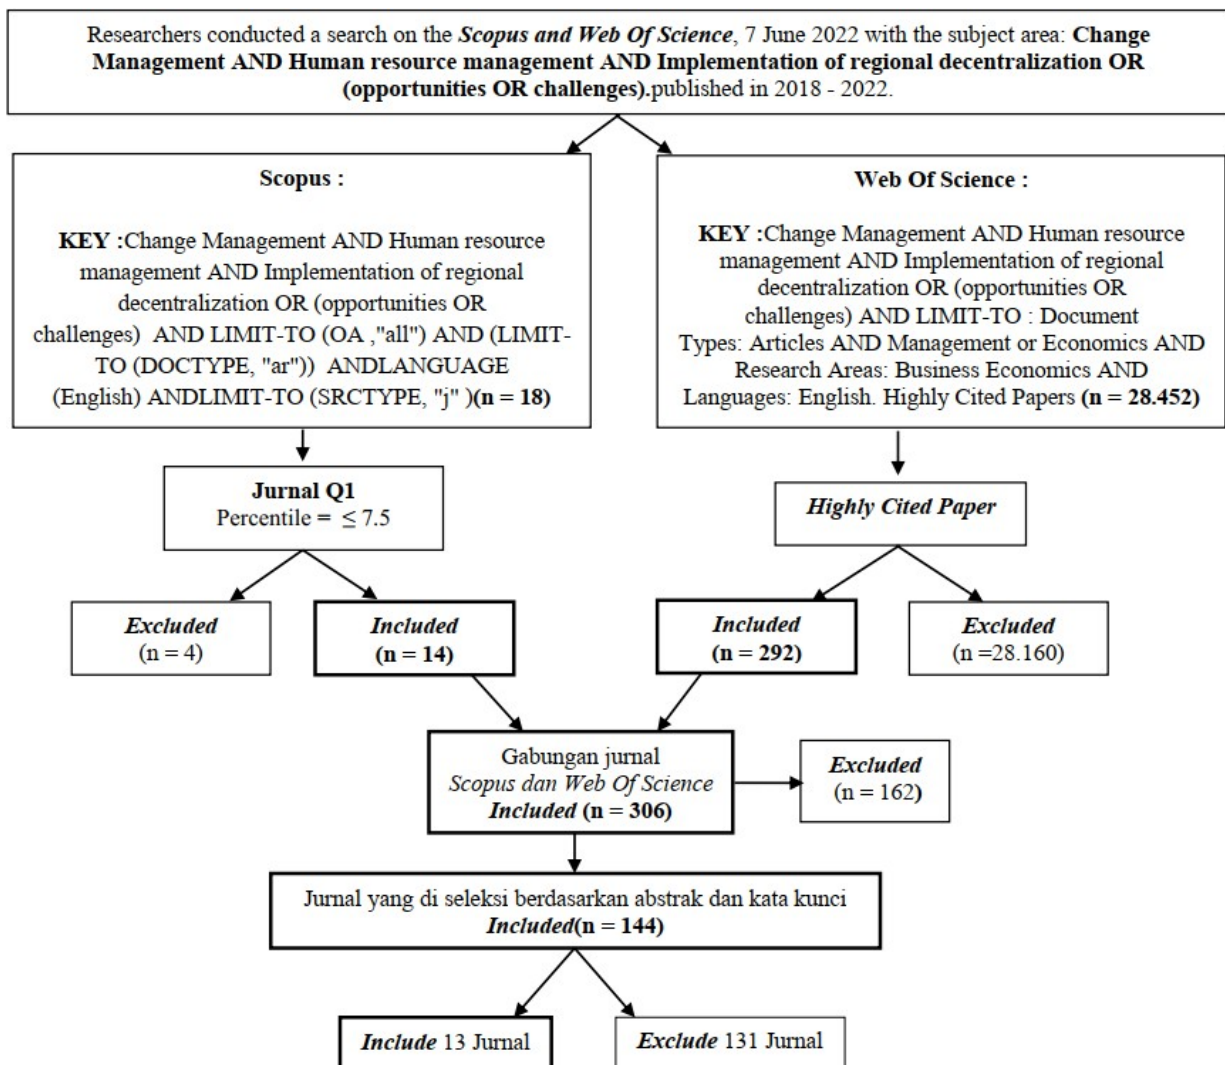 Researchers conducted a search on the Scopus and Web Of Science, 7 June 2022 with the subject area: Change
Management AND Human resource management AND Implementation of regional decentralization OR
(opportunities OR challenges).published in 2018 - 2022.
Scopus :
KEY :Change Management AND Human resource
management AND Implementation of regional
decentralization OR (opportunities OR
challenges) AND LIMIT-TO (OA ,"all") AND (LIMIT-
TO (DOCTYPE, "ar")) ANDLANGUAGE
(English) ANDLIMIT-TO (SRCTYPE, "j" )(n = 18)
Web Of Science :
KEY :Change Management AND Human resource
management AND Implementation of regional
decentralization OR (opportunities OR
challenges) AND LIMIT-TO : Document
Types: Articles AND Management or Economics AND
Research Areas: Business Economics AND
Languages: English. Highly Cited Papers (n = 28.452)
Jurnal Q1
Percentile = ≤ 7.5
Highly Cited Paper
Excluded
(n = 4)
Included
(n = 14)
Included
(n = 292)
Excluded
(n =28.160)
Gabungan jurnal
Scopus dan Web Of Science
Included (n = 306)
Excluded
(n = 162)
Jurnal yang di seleksi berdasarkan abstrak dan kata kunci
Included(n = 144)
Include 13 Jurnal
Exclude 131 Jurnal